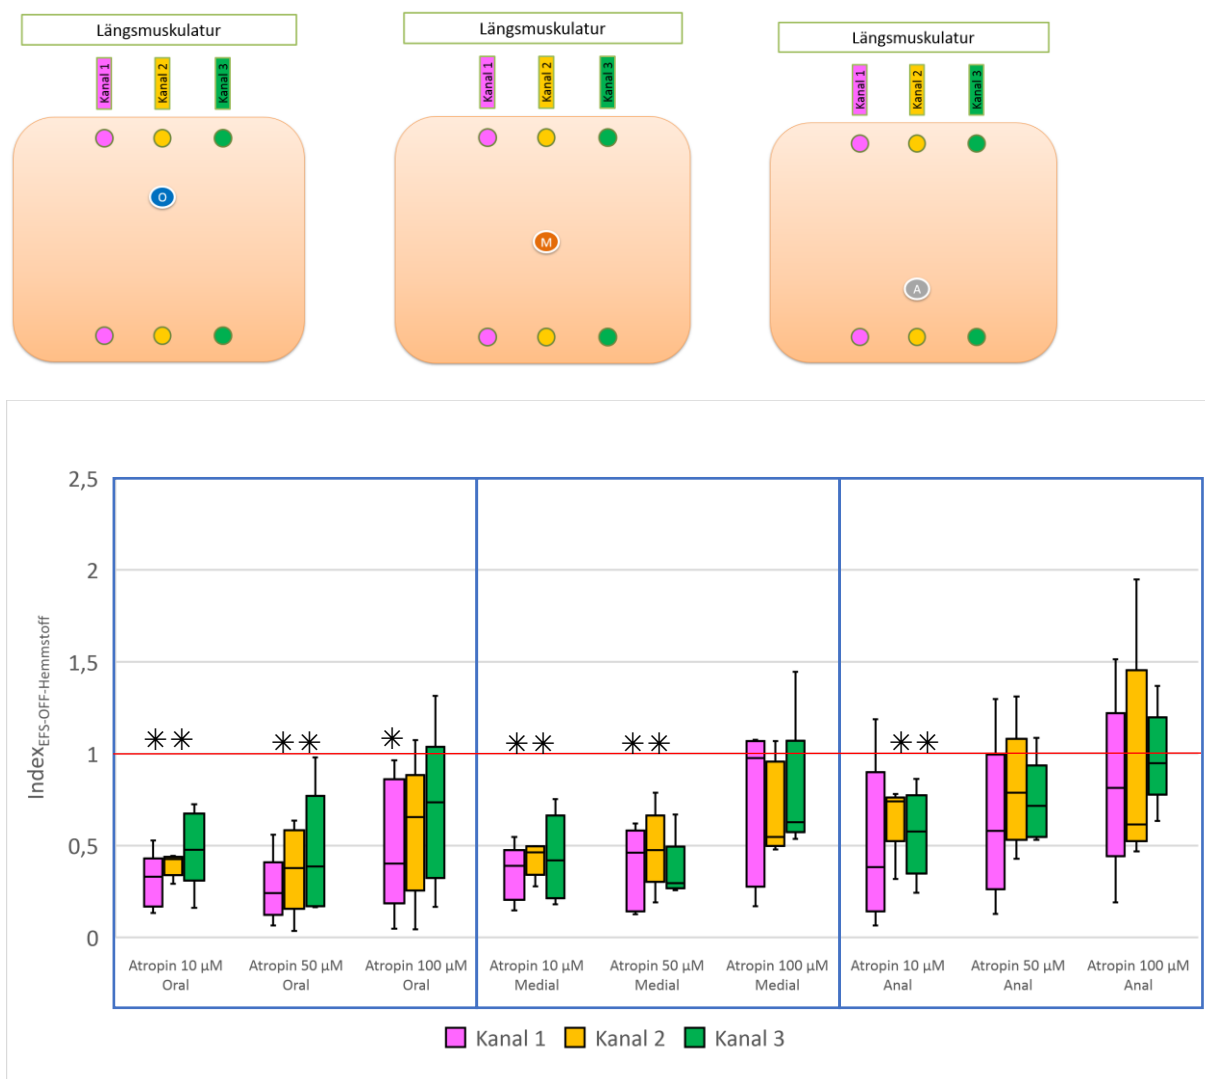 Längsmuskulatur
Kanal 1
Kanal 2
Kanal 3
O
Längsmuskulatur
Kanal 1
Kanal 2
Kanal 3
M
Längsmuskulatur
Kanal 1
Kanal 2
Kanal 3
A
IndexEFS-OFF-Hemmstoff
2,5
2
1,5
1
0,5
0
Atropin 10 µM
Oral
Atropin 50 µM
Oral
Atropin 100 µM
Oral
Atropin 10 µM
Medial
Atropin 50 µM
Medial
Atropin 100 µM
Medial
Atropin 10 µM
Anal
Atropin 50 µM
Anal
Atropin 100 µM
Anal
Kanal 1
Kanal 2
Kanal 3